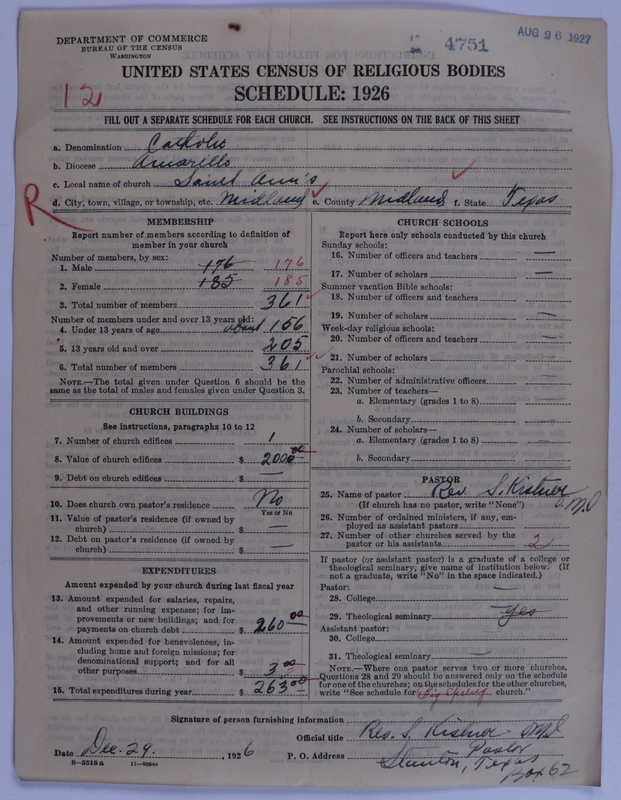 DEPARTMENT OF COMMERCE
BUREAU OF THE CENSUS
WASHINGTON
4751
AUG 26 1927
UNITED STATES CENSUS OF RELIGIOUS BODIES
SCHEDULE: 1926
12
FILL OUT A SEPARATE SCHEDULE FOR EACH CHURCH. SEE INSTRUCTIONS ON THE BACK OF THIS SHEET
a. Denomination Catholic
b. Diocese Amarillo
c. Local name of church Saint Ann's
R
d. City, town, village, or township, etc. Midland e. County Midland f. State Texas
MEMBERSHIP
Report number of members according to definition of member in your church
Number of members, by sex:
1. Male 176 176
2. Female 185 185
3. Total number of members 361
Number of members under and over 13 years old:
4. Under 13 years of age about 156
5. 13 years old and over 205
6. Total number of members 361
NOTE.—The total given under Question 6 should be the
same as the total of males and females given under Question 3.
CHURCH BUILDINGS
See instructions, paragraphs 10 to 12
7. Number of church edifices 1
8. Value of church edifices $ 2000 00
9. Debt on church edifices $ —
10. Does church own pastor's residence No
Yes or No
11. Value of pastor's residence (if owned by
church) $ —
12. Debt on pastor's residence (if owned by
church) $ —
EXPENDITURES
Amount expended by your church during last fiscal year
13. Amount expended for salaries, repairs,
and other running expenses; for im-
provements or new buildings; and for
payments on church debt $ 260 00
14. Amount expended for benevolences, in-
cluding home and foreign missions; for
denominational support; and for all
other purposes $ 3 00
15. Total expenditures during year $ 263 00
CHURCH SCHOOLS
Report here only schools conducted by this church
Sunday schools:
16. Number of officers and teachers —
17. Number of scholars —
Summer vacation Bible schools:
18. Number of officers and teachers —
19. Number of scholars —
Week-day religious schools:
20. Number of officers and teachers —
21. Number of scholars —
Parochial schools:
22. Number of administrative officers —
23. Number of teachers—
a. Elementary (grades 1 to 8) —
b. Secondary —
24. Number of scholars—
a. Elementary (grades 1 to 8) —
b. Secondary —
PASTOR
25. Name of pastor Rev. S. Kistner
(If church has no pastor, write "None")
26. Number of ordained ministers, if any, em-
ployed as assistant pastors —
27. Number of other churches served by the
pastor or his assistants 2
If pastor (or assistant pastor) is a graduate of a college or
theological seminary, give name of institution below. (If
not a graduate, write "No" in the space indicated.)
Pastor:
28. College —
29. Theological seminary Yes
Assistant pastor:
30. College
31. Theological seminary —
NOTE.—Where one pastor serves two or more churches,
Questions 28 and 29 should be answered only on the schedule
for one of the churches; on the schedules for the other churches,
write "See schedule for Big Spring church."
Signature of person furnishing information
Official title Rev. S. Kistner
Pastor
Date Dec. 29, 1926 P. O. Address Stanton, Texas
Box 62
8—5518 a